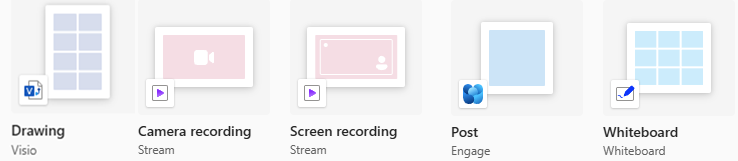 Drawing
Visio
Camera recording
Stream
Screen recording
Stream
Post
Engage
Whiteboard
Whiteboard